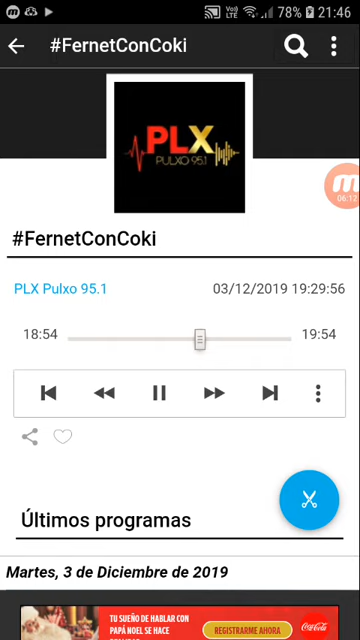 78% 21:46
#FernetConCoki
PLX
PULXO 95.1
06:12
#FernetConCoki
PLX Pulxo 95.1
03/12/2019 19:29:56
18:54
19:54
Últimos programas
Martes, 3 de Diciembre de 2019
TU SUEÑO DE HABLAR CON
PAPÁ NOEL SE HACE
REGISTRARME AHORA
Coca-Cola